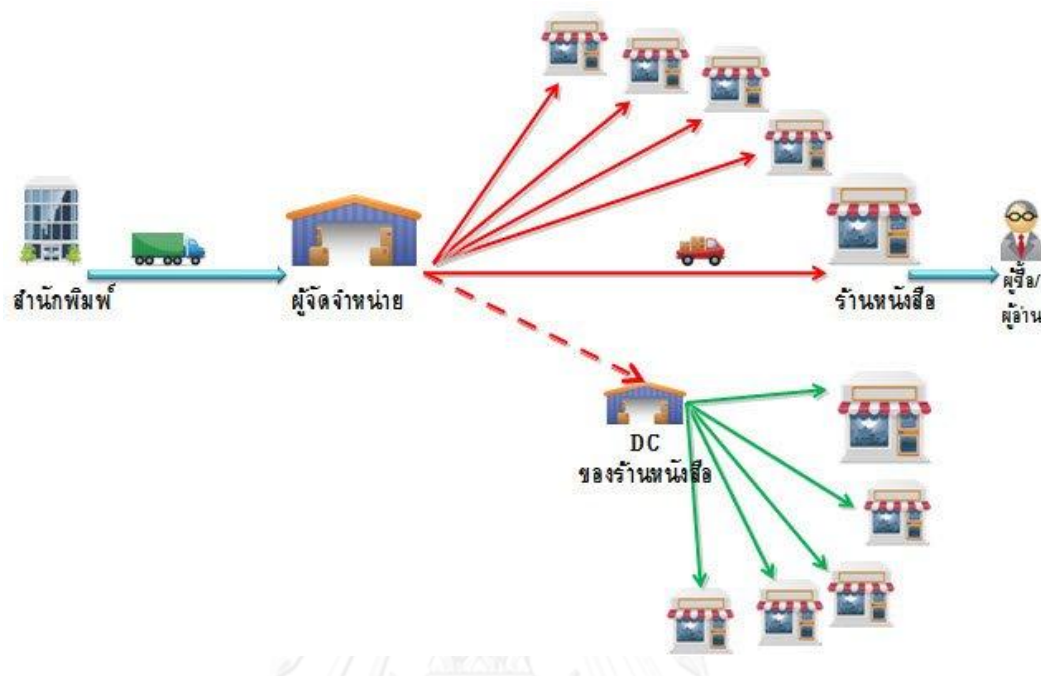 สำนักพิมพ์
ผู้จัดจำหน่าย
ร้านหนังสือ
ผู้ซื้อ/
ผู้อ่าน
DC
ของร้านหนังสือ